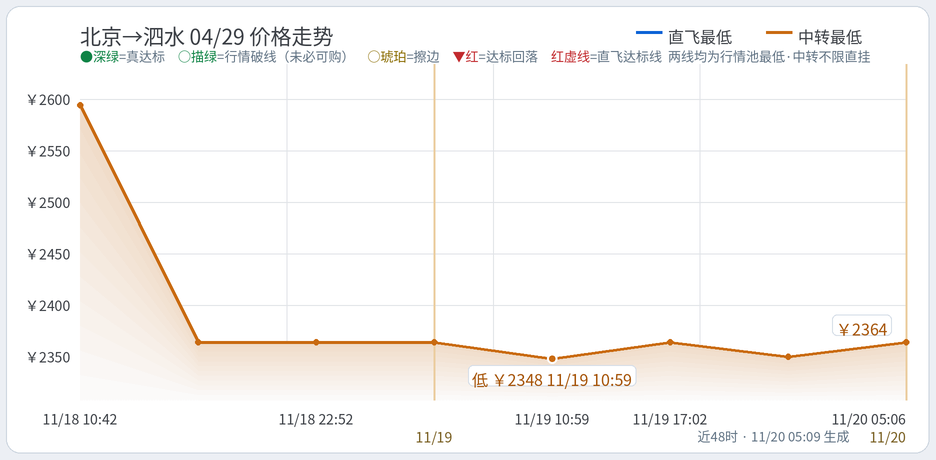 北京→泗水 04/29 价格走势
直飞最低 中转最低
●深绿=真达标 ○描绿=行情破线（未必可购） ○琥珀=擦边 ▼红=达标回落 红虚线=直飞达标线 两线均为行情池最低·中转不限直挂
￥2600
￥2550
￥2500
￥2450
￥2400
￥2350
￥2364
低 ￥2348 11/19 10:59
11/18 10:42 11/18 22:52 11/19 10:59 11/19 17:02 11/20 05:06
11/19 近48时 · 11/20 05:09 生成 11/20